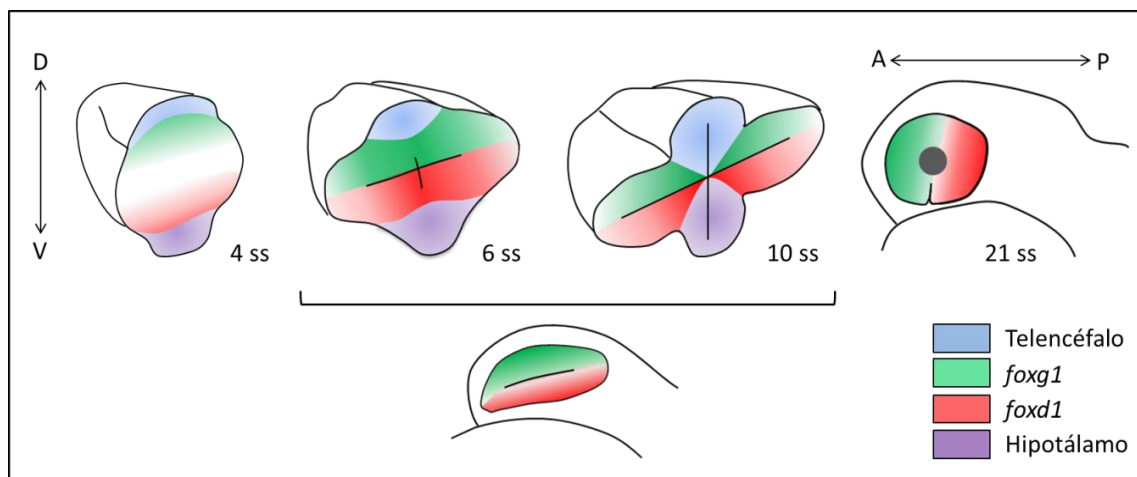 D
V
4 ss
6 ss
10 ss
A
P
21 ss
Telencéfalo
foxg1
foxd1
Hipotálamo